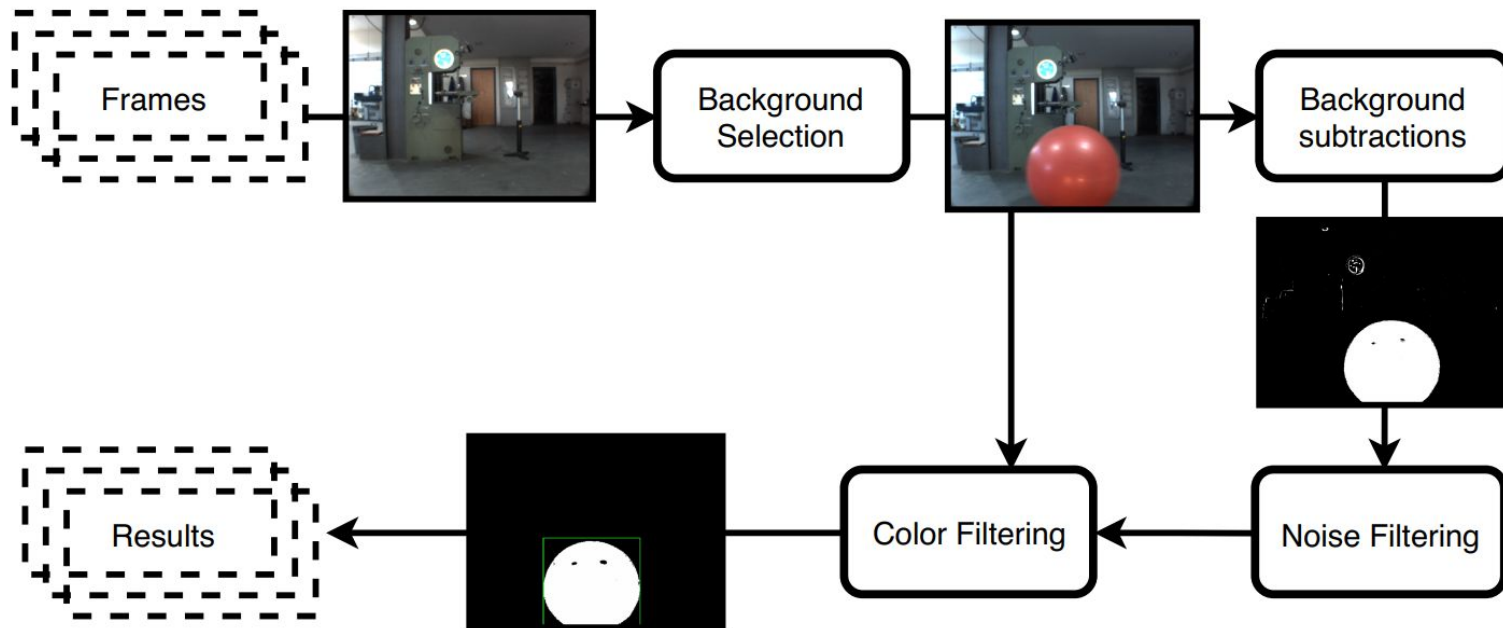 Frames
Background
Selection
Background
subtractions
Results
Color Filtering
Noise Filtering